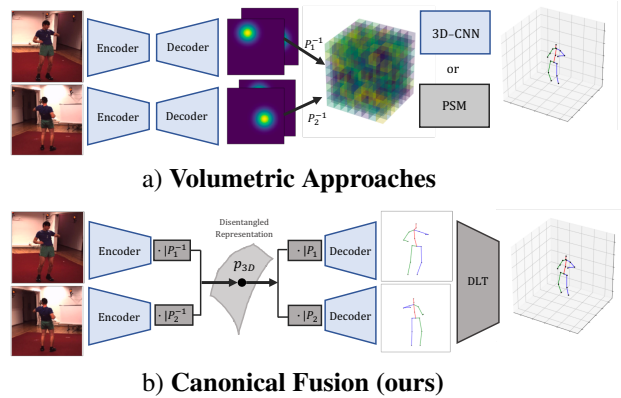 Encoder
Decoder
P₁⁻¹
3D–CNN
or
Encoder
Decoder
P₂⁻¹
PSM
a) Volumetric Approaches
Disentangled
Representation
Encoder
· |P₁⁻¹
p₃D
· |P₁
Decoder
DLT
Encoder
· |P₂⁻¹
· |P₂
Decoder
b) Canonical Fusion (ours)